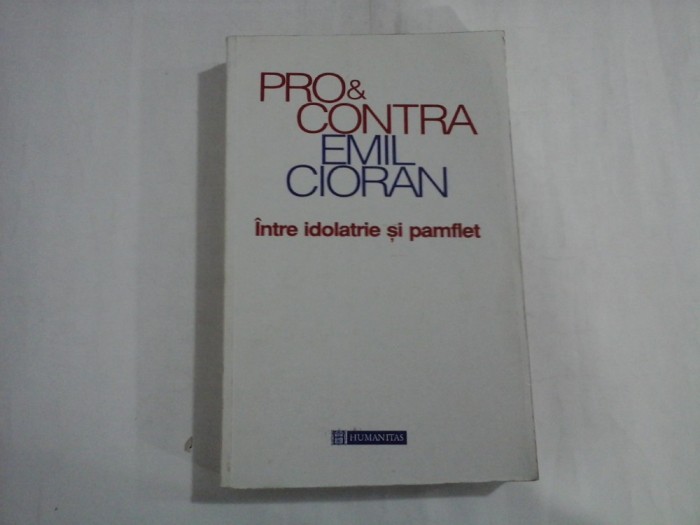 PRO&
CONTRA
EMIL
CIORAN
Între idolatrie și pamflet
HUMANITAS